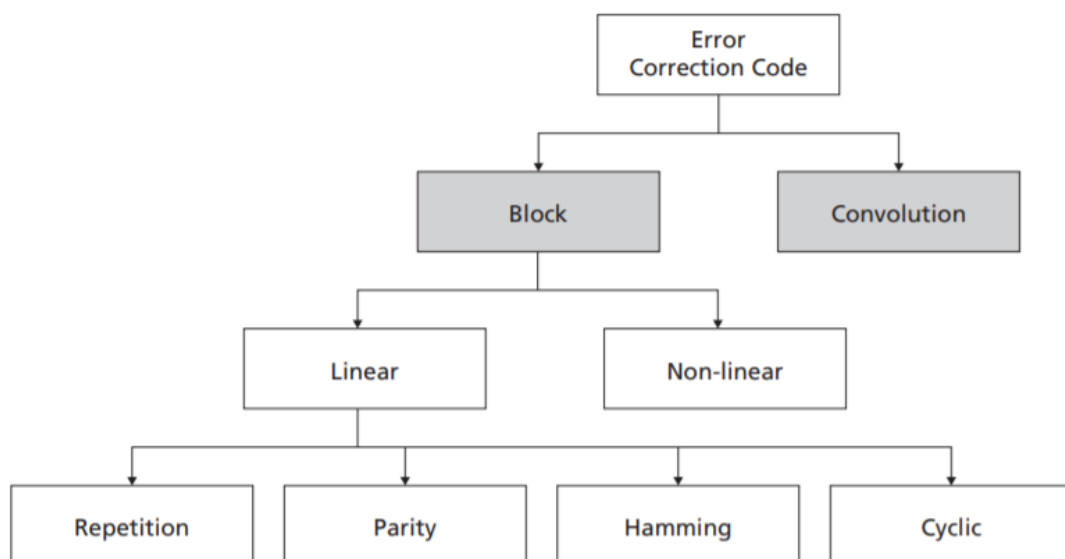 Error
Correction Code
Block
Convolution
Linear
Non-linear
Repetition
Parity
Hamming
Cyclic